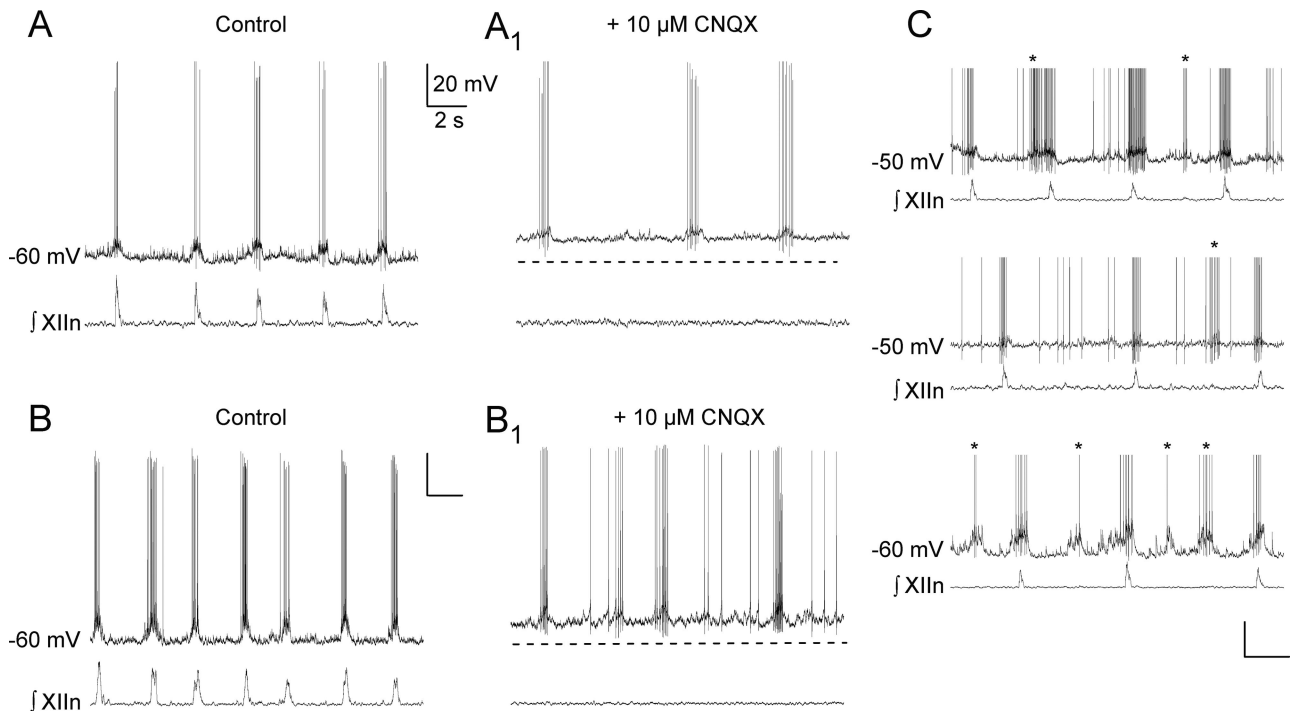 A
Control
20 mV
2 s
-60 mV
∫ XIIn
A1
+ 10 µM CNQX
B
Control
-60 mV
∫ XIIn
B1
+ 10 µM CNQX
C
* *
-50 mV
∫ XIIn
*
-50 mV
∫ XIIn
* * * *
-60 mV
∫ XIIn